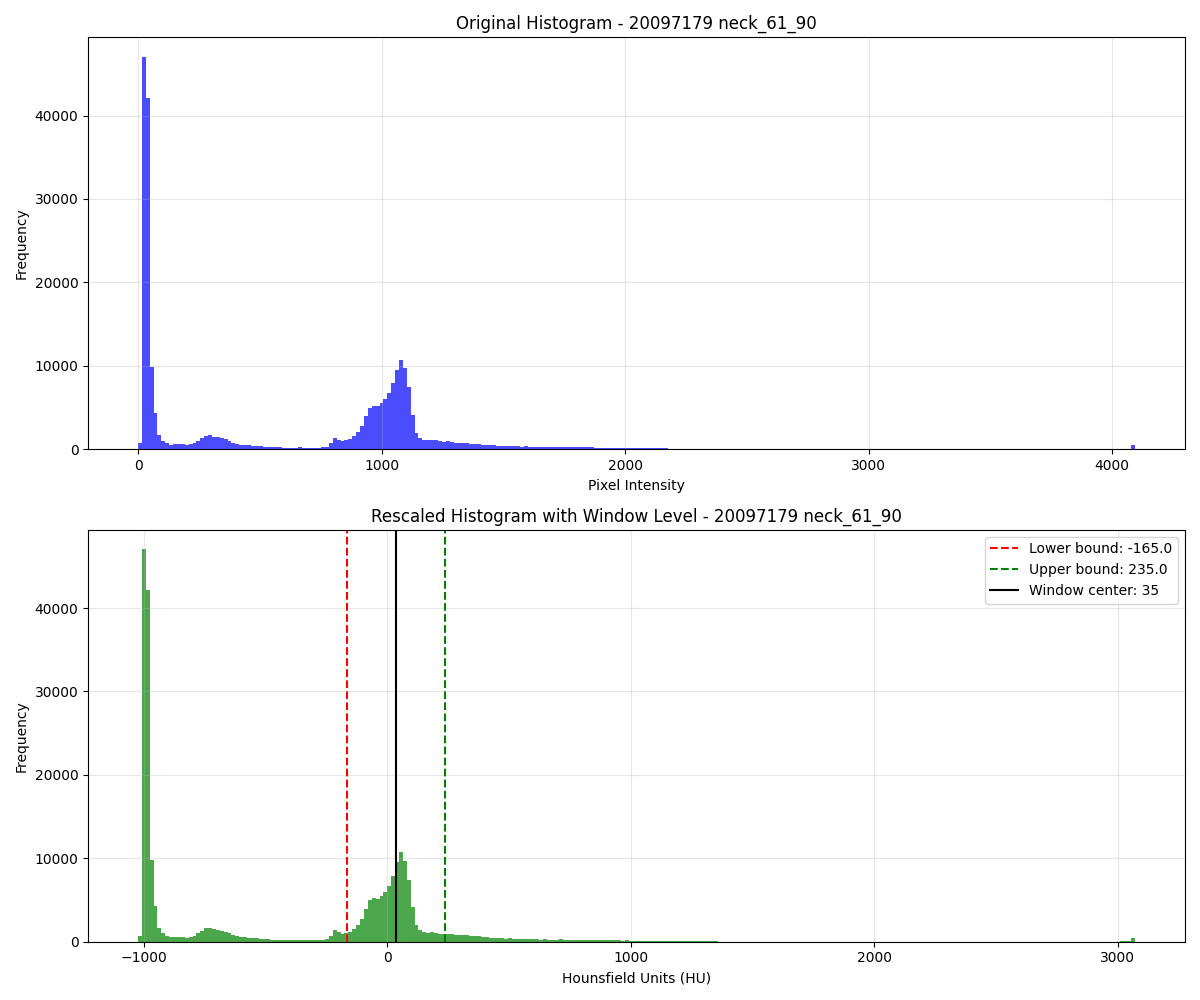 Original Histogram - 20097179 neck_61_90
Frequency
40000
30000
20000
10000
0
0 1000 2000 3000 4000
Pixel Intensity
Rescaled Histogram with Window Level - 20097179 neck_61_90
Lower bound: -165.0
Upper bound: 235.0
Window center: 35
Frequency
40000
30000
20000
10000
0
−1000 0 1000 2000 3000
Hounsfield Units (HU)